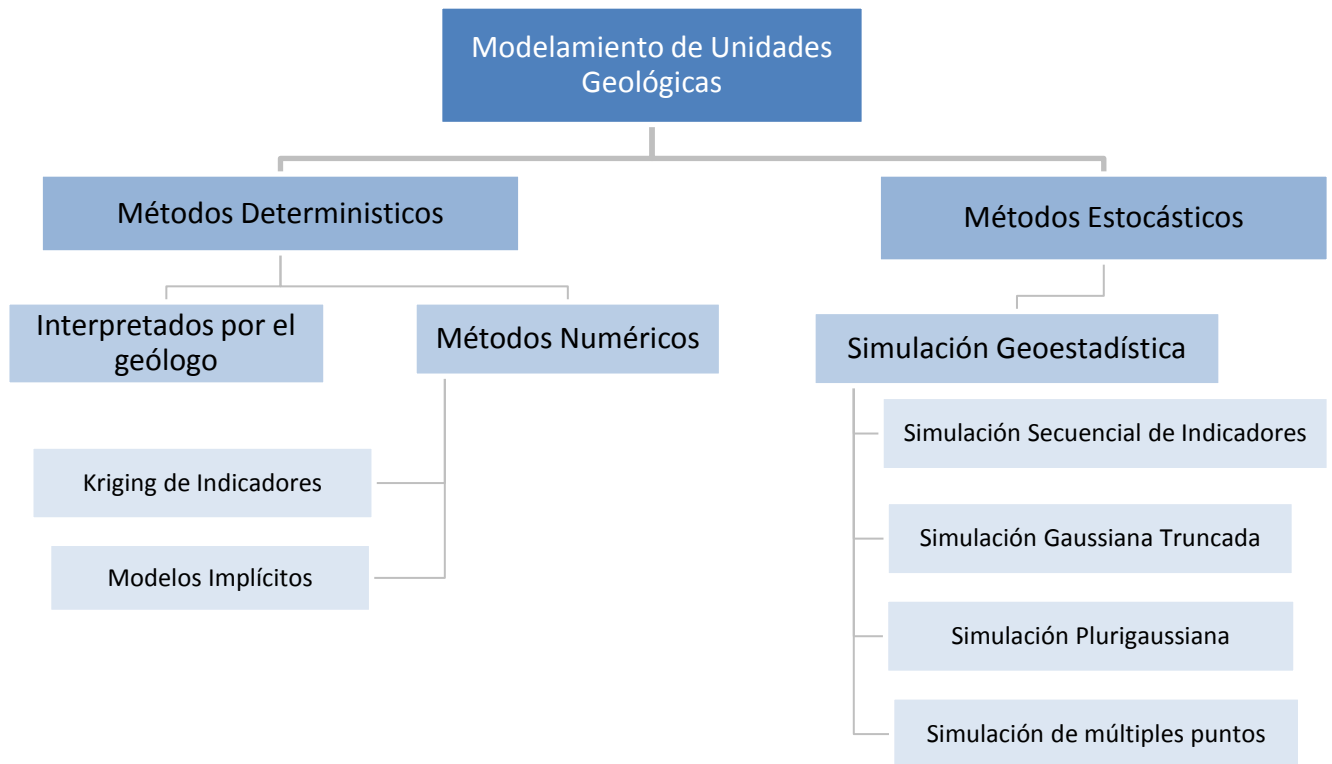 Modelamiento de Unidades
Geológicas
Métodos Deterministicos
Métodos Estocásticos
Interpretados por el
geólogo
Métodos Numéricos
Simulación Geoestadística
Kriging de Indicadores
Modelos Implícitos
Simulación Secuencial de Indicadores
Simulación Gaussiana Truncada
Simulación Plurigaussiana
Simulación de múltiples puntos